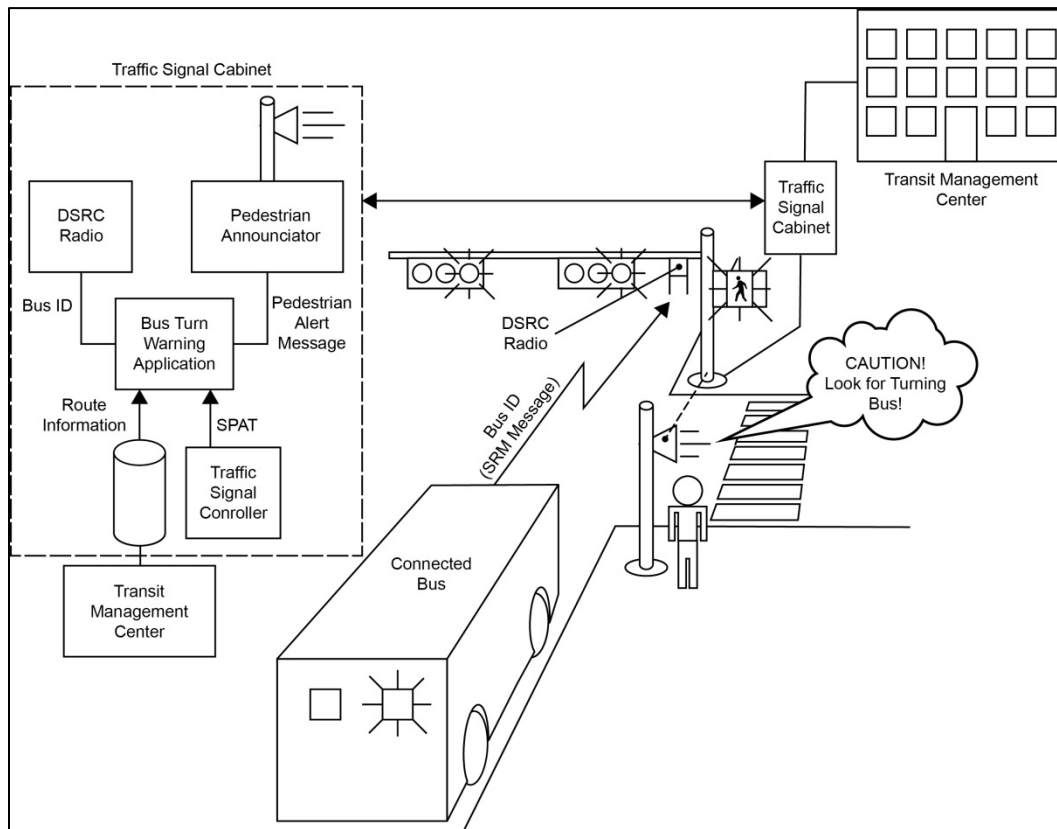 Traffic Signal Cabinet
DSRC
Radio
Pedestrian
Announciator
Bus ID
Pedestrian
Alert
Message
Bus Turn
Warning
Application
Route
Information
SPAT
Traffic
Signal
Conroller
Transit
Management
Center
Traffic
Signal
Cabinet
Transit Management
Center
DSRC
Radio
CAUTION!
Look for Turning
Bus!
Bus ID
(SRM Message)
Connected
Bus